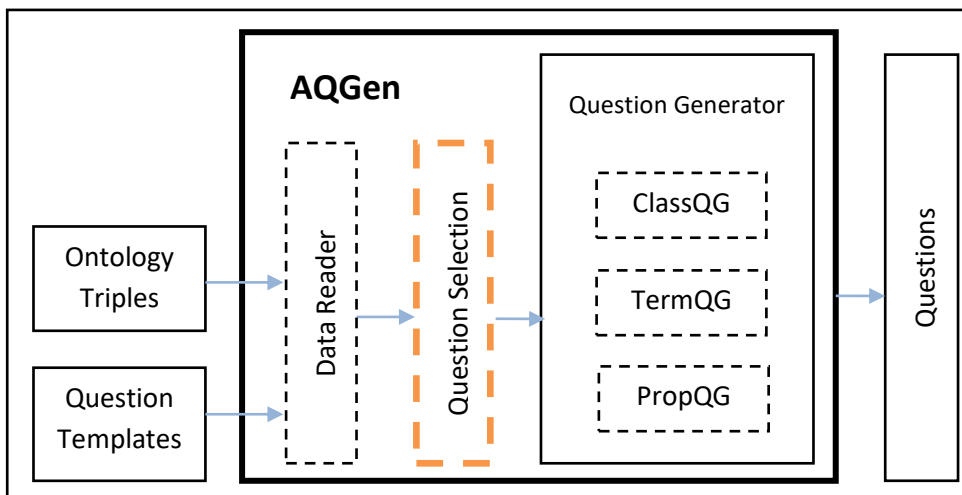 AQGen
Question Generator
ClassQG
TermQG
PropQG
Ontology
Triples
Question
Templates
Data Reader
Question Selection
Questions